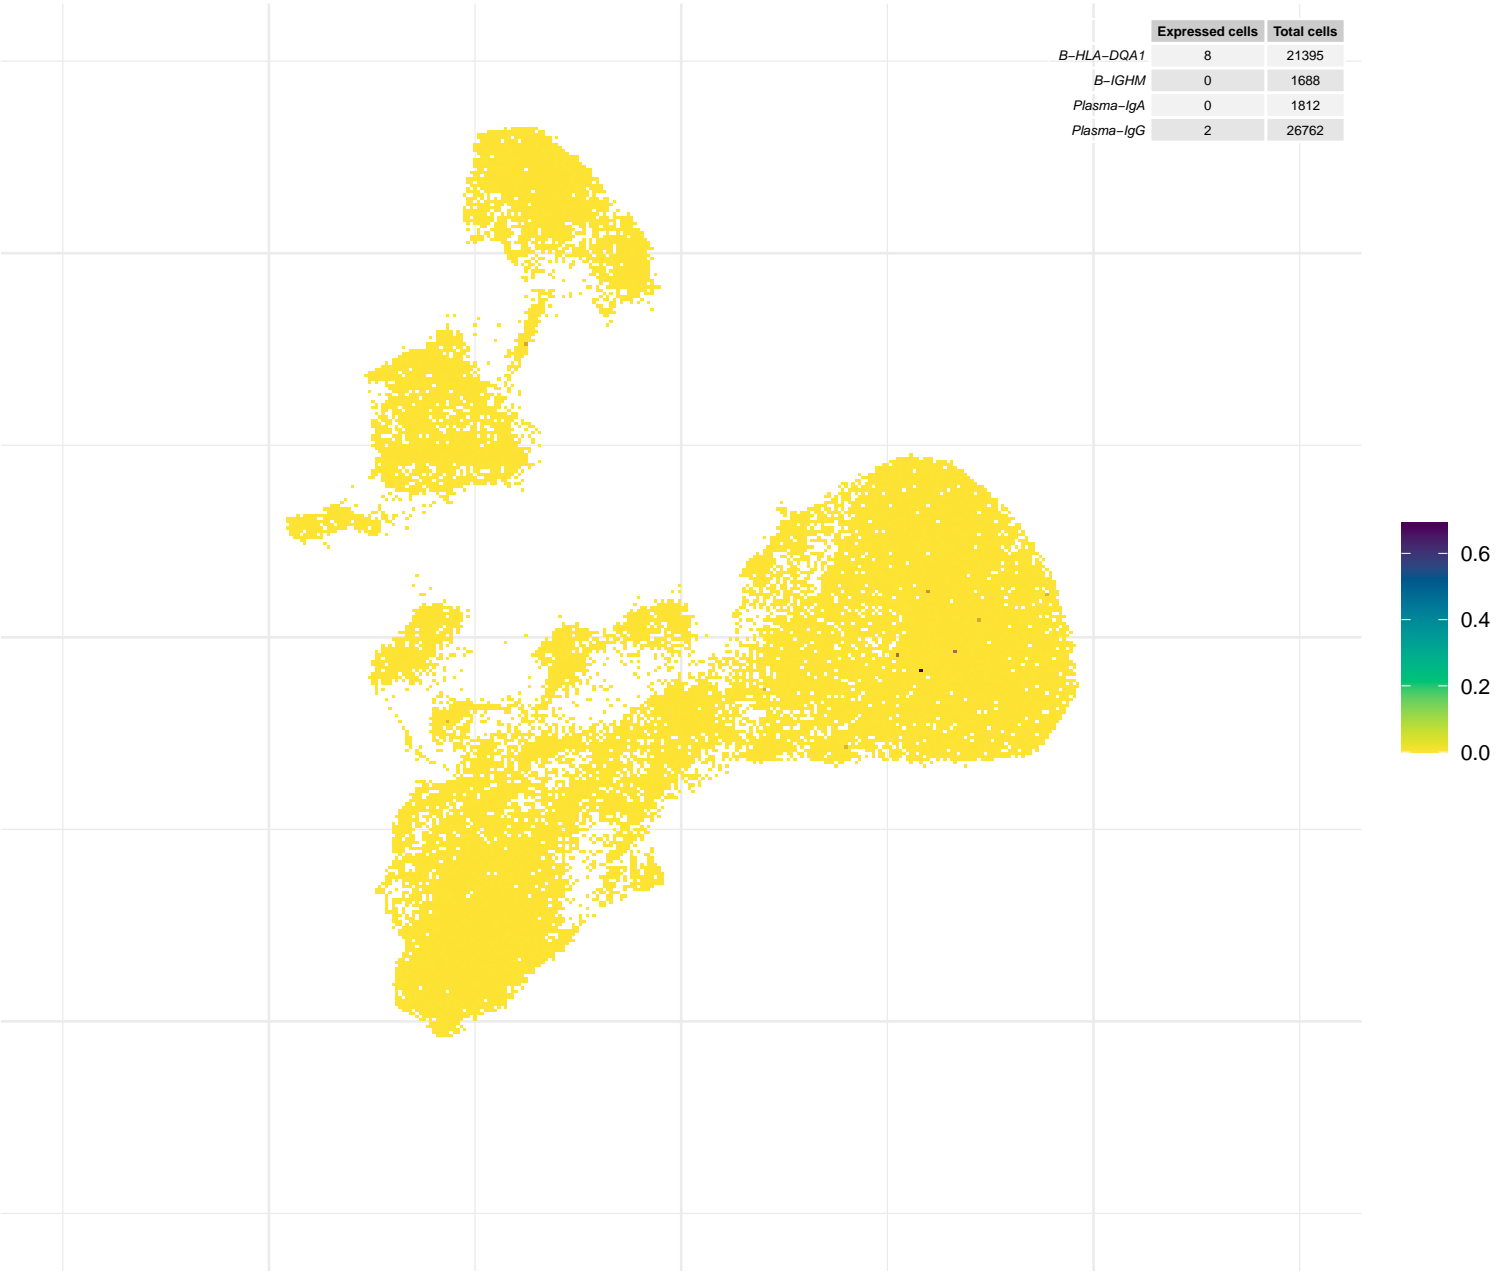 Expressed cells Total cells
B−HLA−DQA1 8 21395
B−IGHM 0 1688
Plasma−IgA 0 1812
Plasma−IgG 2 26762
0.6
0.4
0.2
0.0